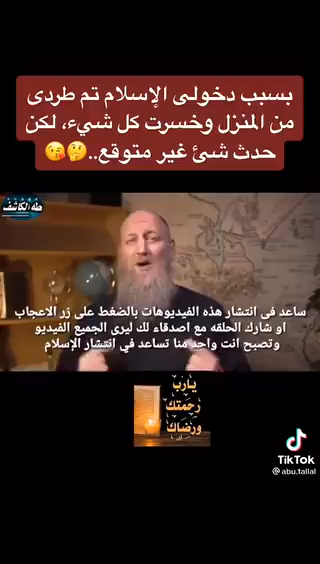 بسبب دخولى الإسلام تم طردى
من المنزل وخسرت كل شيء، لكن
حدث شئ غير متوقع..🤔😘
طه الكاشف
ساعد فى انتشار هذه الفيديوهات بالضغط على زر الاعجاب
او شارك الحلقه مع اصدقاء لك ليرى الجميع الفيديو
وتصبح انت واحد منا تساعد في انتشار الإسلام
يارب
رحمتك
ورضاك
TikTok
@abu.tallal